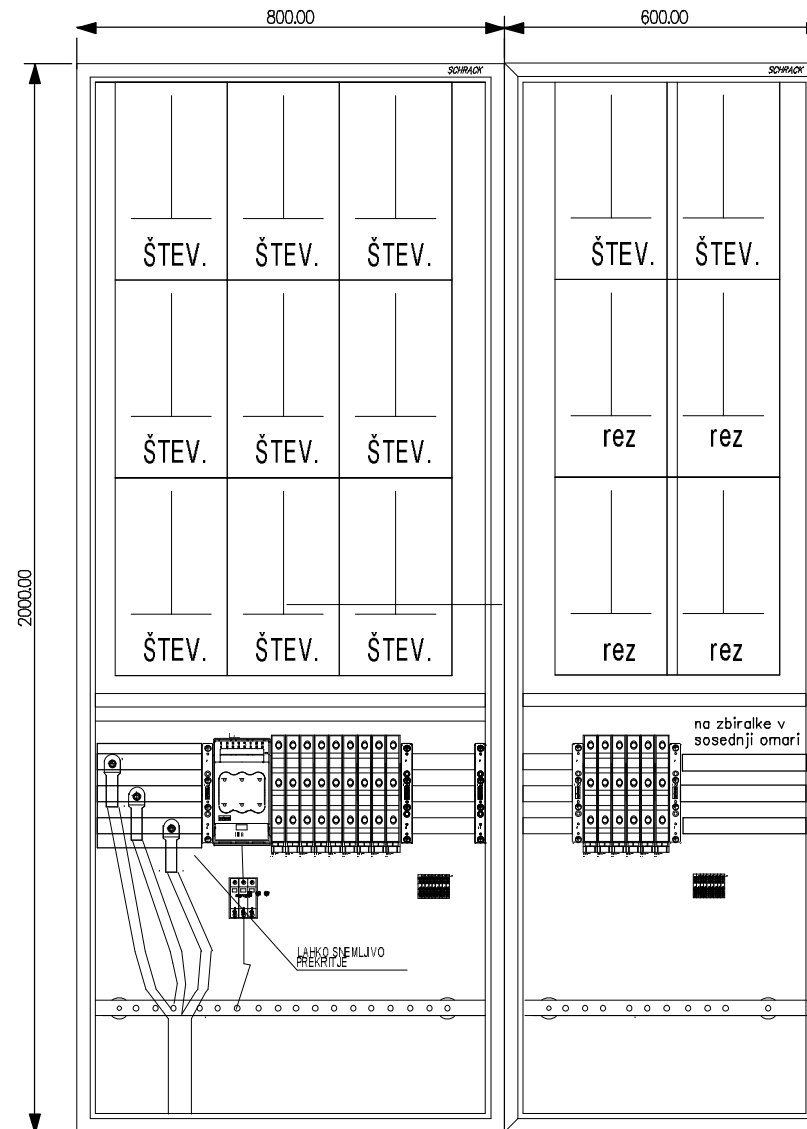 800.00
600.00
SCHRACK
SCHRACK
2000.00
ŠTEV.
ŠTEV.
ŠTEV.
ŠTEV.
ŠTEV.
ŠTEV.
ŠTEV.
ŠTEV.
rez
rez
ŠTEV.
ŠTEV.
ŠTEV.
rez
rez
na zbiralke v
sosednji omari
LAHKO SNEMLJIVO
PREKRITJE